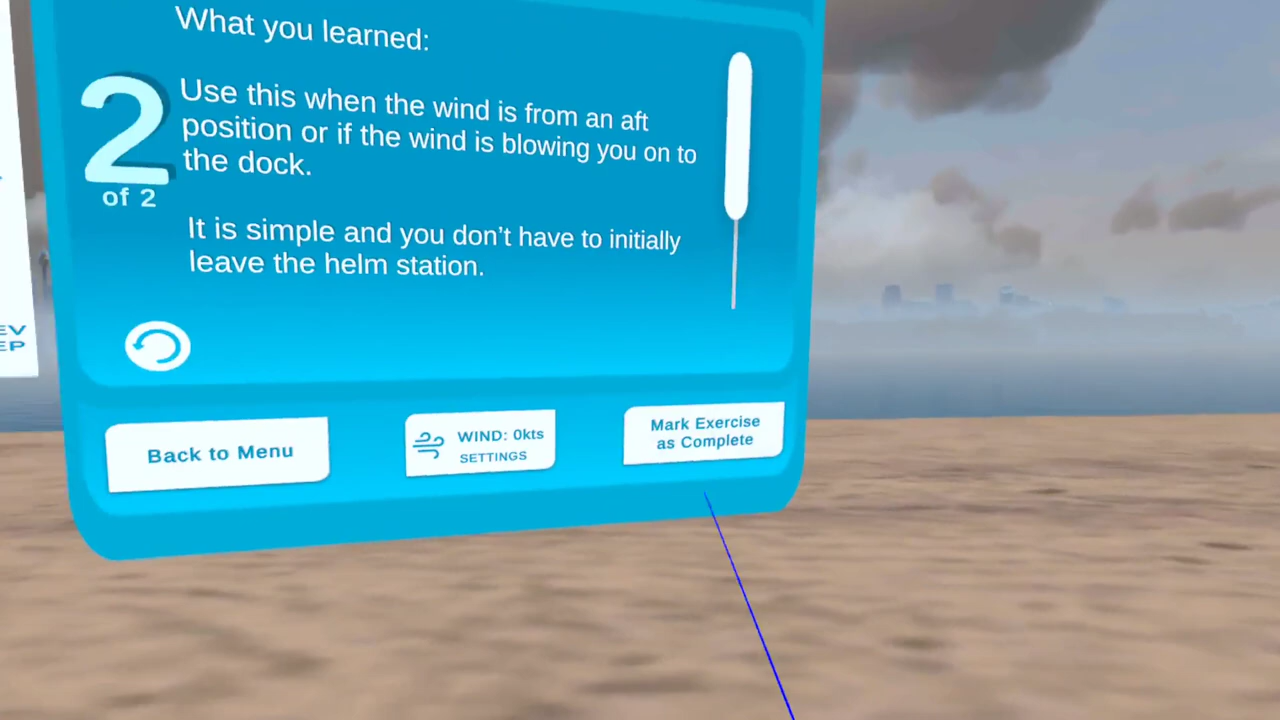 What you learned:
2
of 2
Use this when the wind is from an aft
position or if the wind is blowing you on to
the dock.
It is simple and you don’t have to initially
leave the helm station.
EV
EP
Back to Menu
WIND: 0kts
SETTINGS
Mark Exercise
as Complete